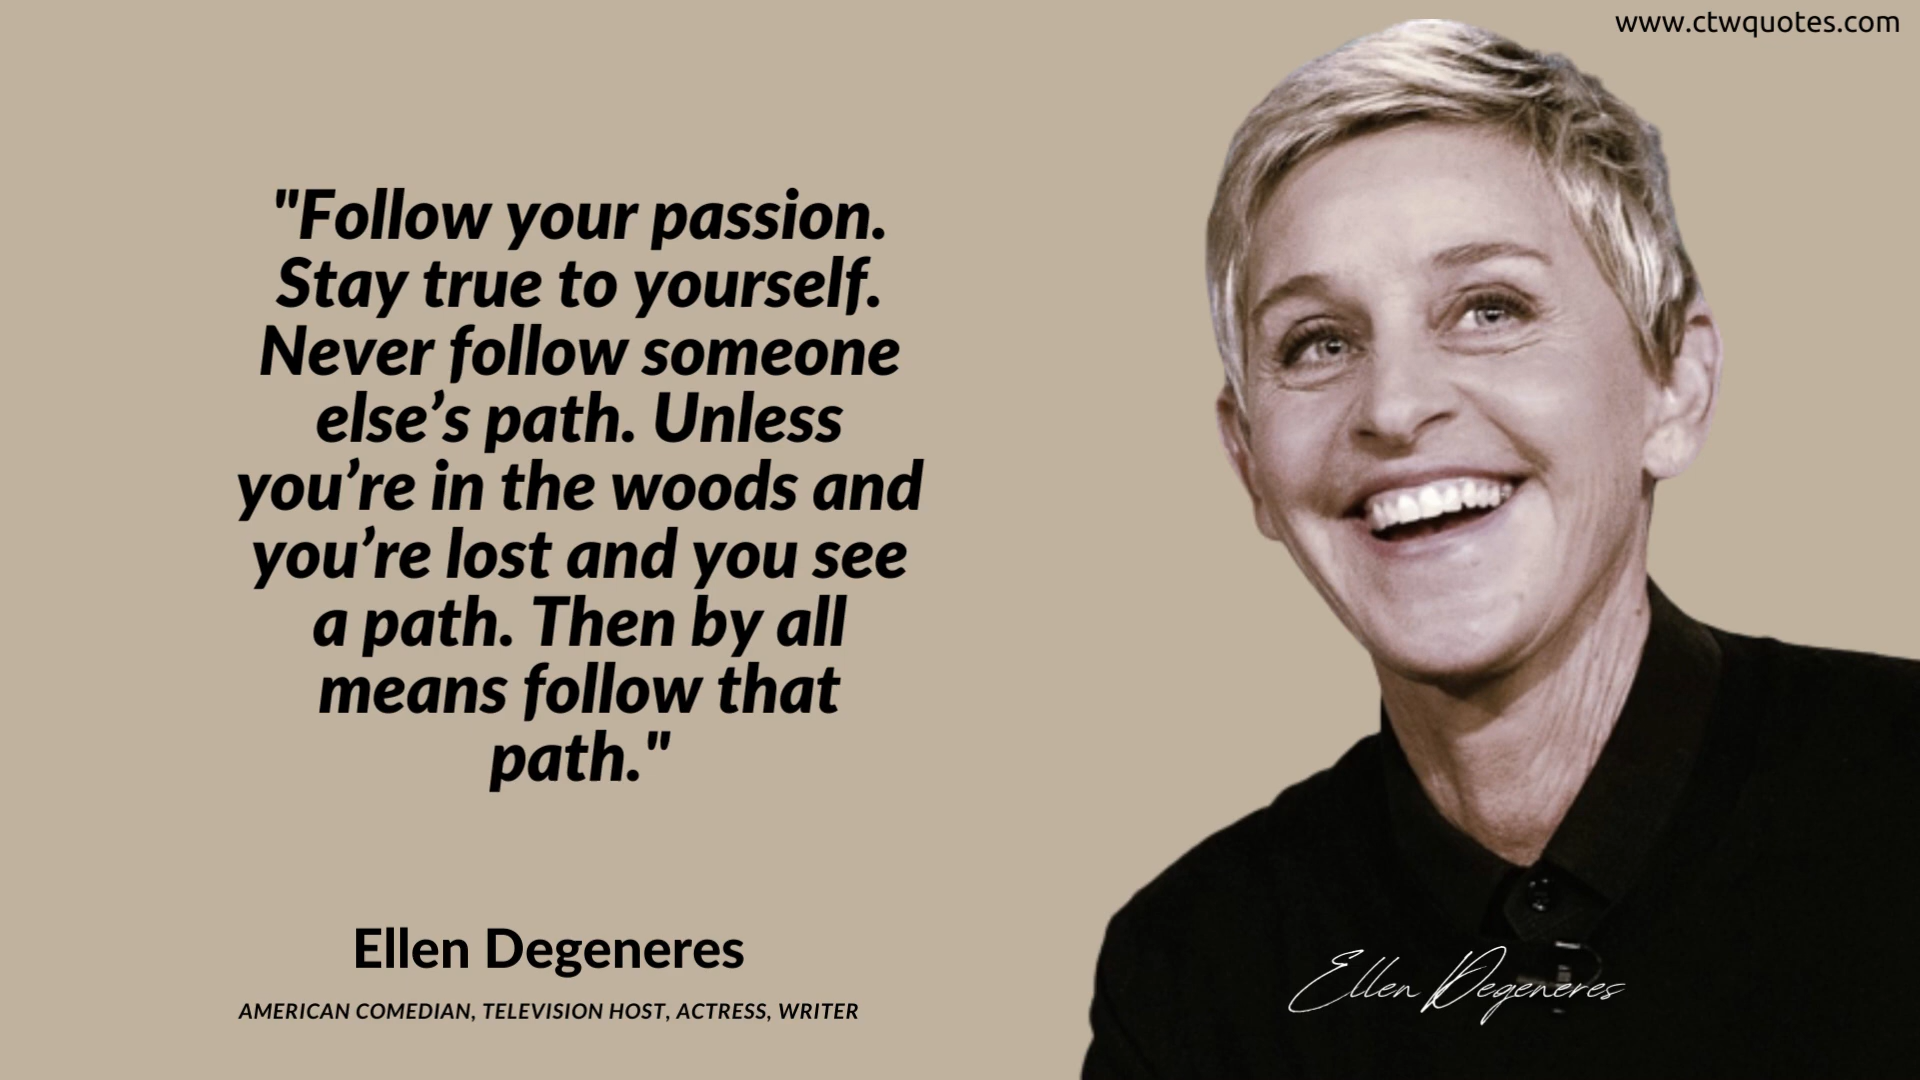 www.ctwquotes.com
"Follow your passion.
Stay true to yourself.
Never follow someone
else’s path. Unless
you’re in the woods and
you’re lost and you see
a path. Then by all
means follow that
path."
Ellen Degeneres
AMERICAN COMEDIAN, TELEVISION HOST, ACTRESS, WRITER
Ellen Degeneres